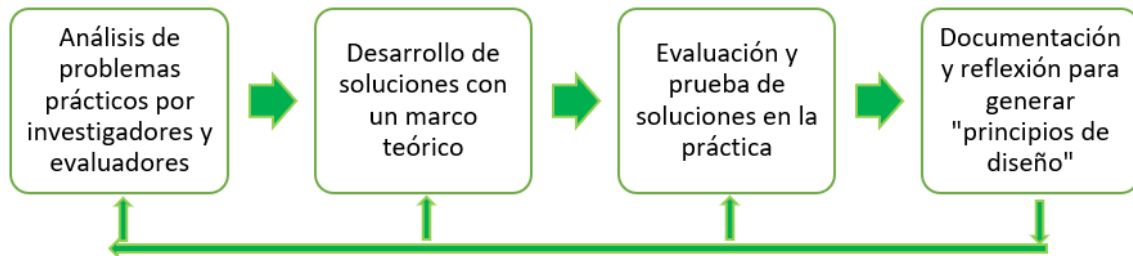 Análisis de
problemas
prácticos por
investigadores y
evaluadores
Desarrollo de
soluciones con
un marco
teórico
Evaluación y
prueba de
soluciones en la
práctica
Documentación
y reflexión para
generar
"principios de
diseño"